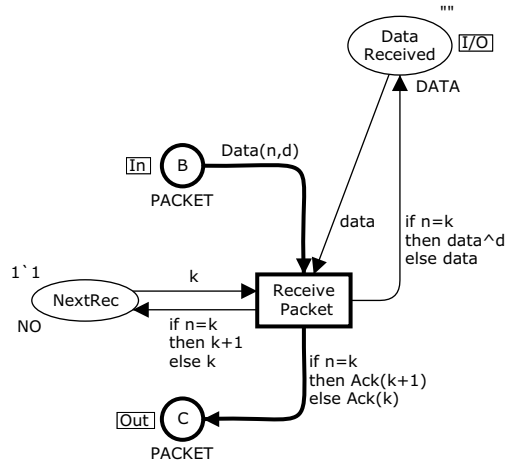 ""
Data
Received
I/O
DATA
Data(n,d)
In
B
PACKET
data
if n=k
then data^d
else data
1`1
k
NextRec
Receive
Packet
NO
if n=k
then k+1
else k
if n=k
then Ack(k+1)
else Ack(k)
Out
C
PACKET